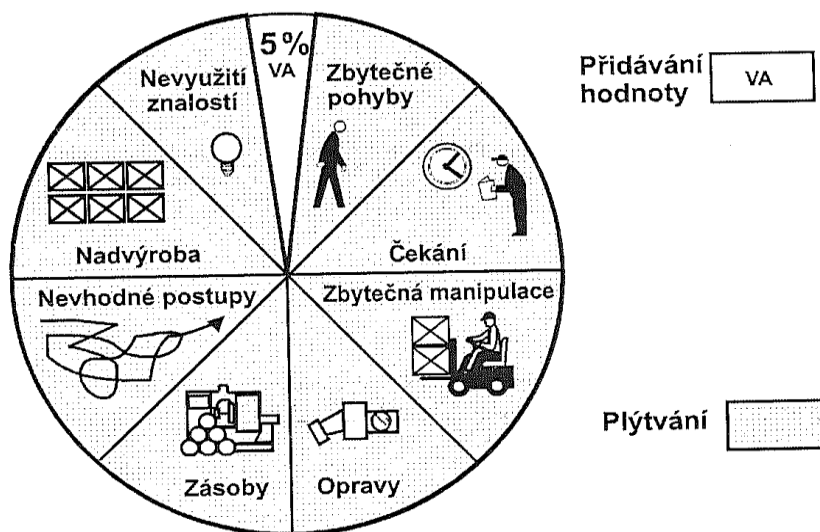 5%
VA
Nevyužití
znalostí
Zbytečné
pohyby
Přidávání
hodnoty
VA
Nadvýroba
Čekání
Nevhodné postupy
Zbytečná manipulace
Zásoby
Opravy
Plýtvání